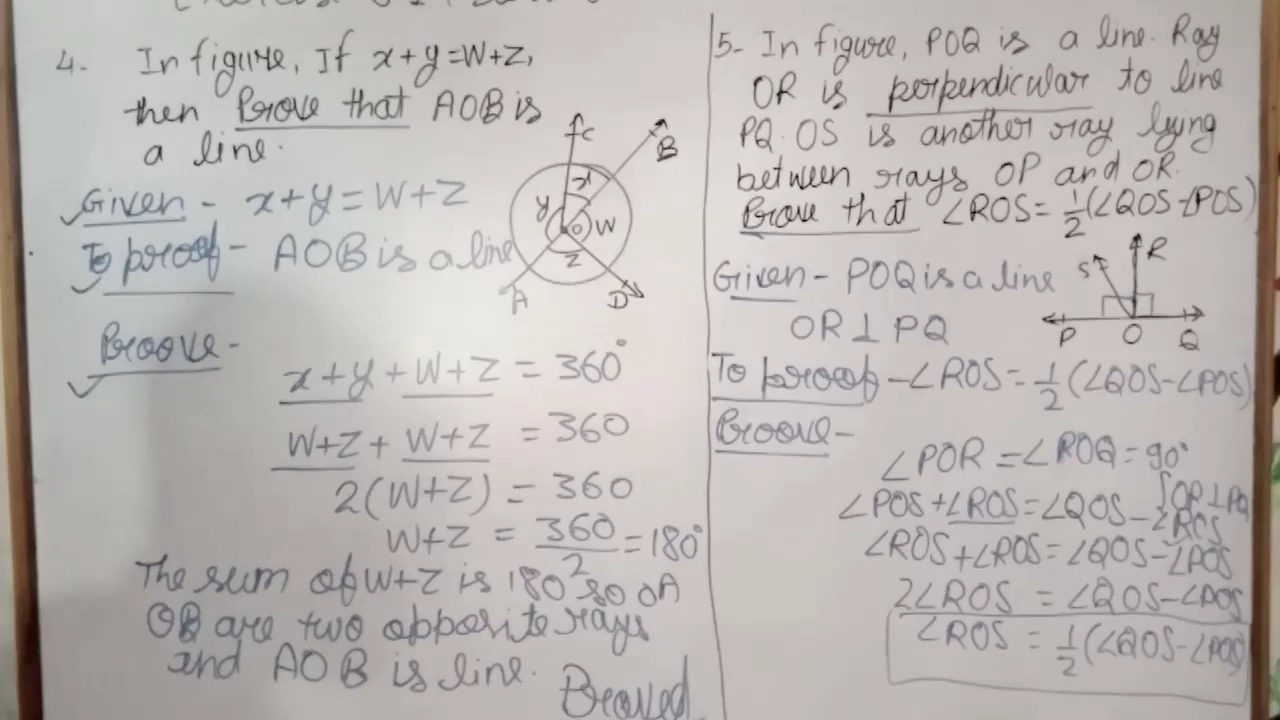 4. In figure, If x+y=W+Z,
then Prove that AOB is
a line.
Given - x+y=W+Z
To proof - AOB is a line
C
B
x
y
O
W
Z
A
D
Proove -
x+y+W+Z = 360°
W+Z + W+Z = 360
2(W+Z) = 360
W+Z = 360/2 = 180°
The sum of W+Z is 180° so OA
OB are two opposite rays
and AOB is line.
Proved
5- In figure, POQ is a line. Ray
OR is perpendicular to line
PQ. OS is another ray lying
between rays OP and OR.
Prove that ∠ROS = 1/2 (∠QOS-∠POS)
Given - POQ is a line
OR ⊥ PQ
S
R
P
O
Q
To proof - ∠ROS = 1/2 (∠QOS-∠POS)
Proove -
∠POR = ∠ROQ = 90°
[OR ⊥ PQ
∠POS + ∠ROS = ∠QOS - ∠ROS
∠ROS + ∠ROS = ∠QOS - ∠POS
2∠ROS = ∠QOS - ∠POS
∠ROS = 1/2 (∠QOS - ∠POS)